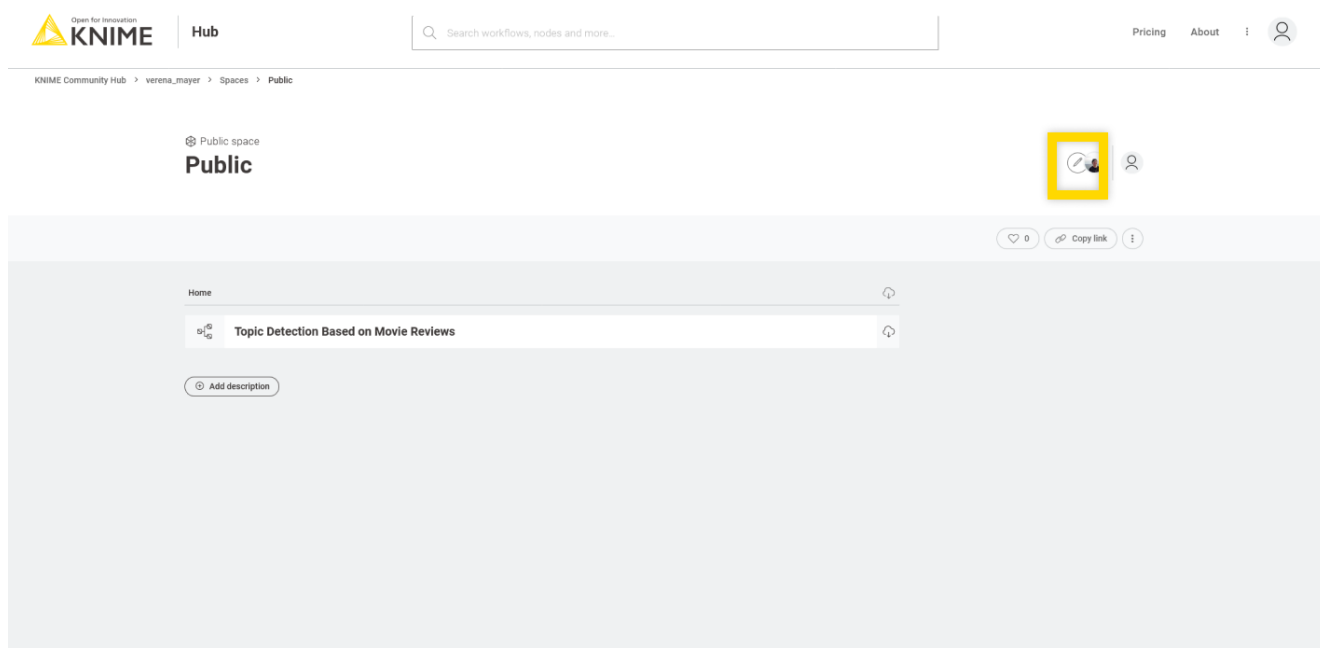 Open for Innovation
KNIME
Hub
Search workflows, nodes and more...
Pricing
About
KNIME Community Hub > verena_mayer > Spaces > Public
Public space
Public
0
Copy link
Home
Topic Detection Based on Movie Reviews
Add description